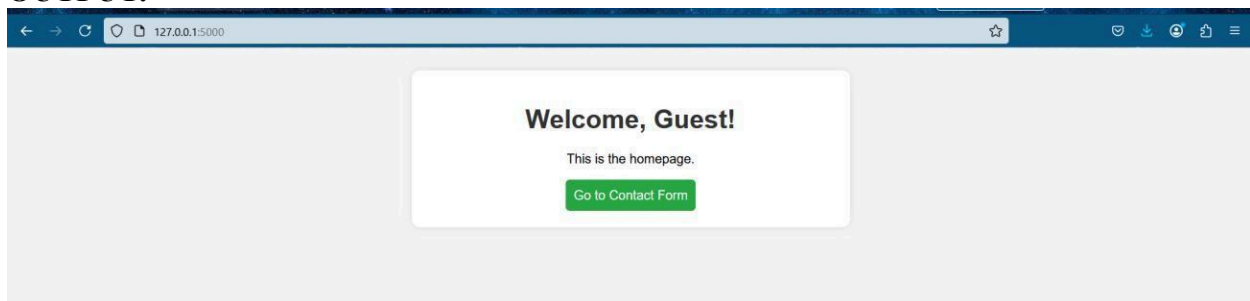 127.0.0.1:5000
Welcome, Guest!
This is the homepage.
Go to Contact Form